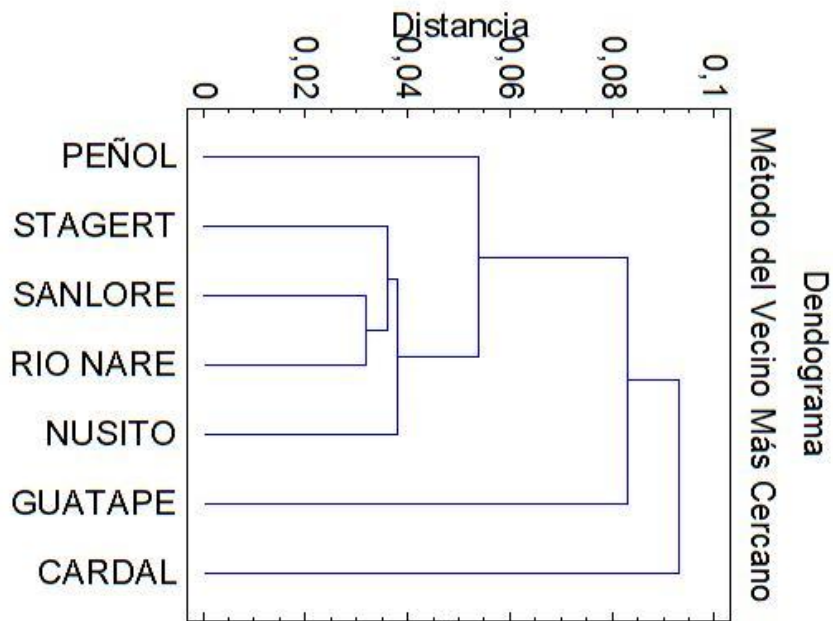 Distancia
0
0,02
0,04
0,06
0,08
0,1
PEÑOL
STAGERT
SANLORE
RIO NARE
NUSITO
GUATAPE
CARDAL
Dendograma
Método del Vecino Más Cercano